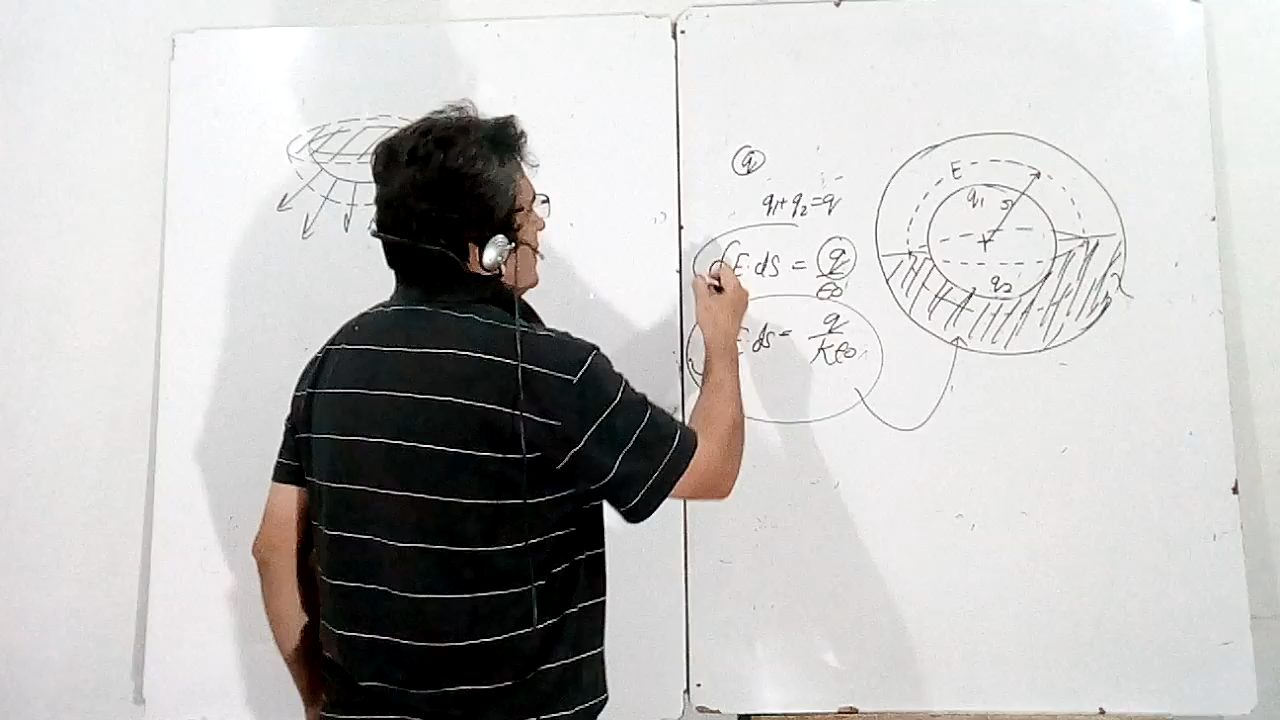 q
q₁+q₂=q
∮E·ds = q/ε₀
E ds = q/Kε₀
E
q₁
r
q₂